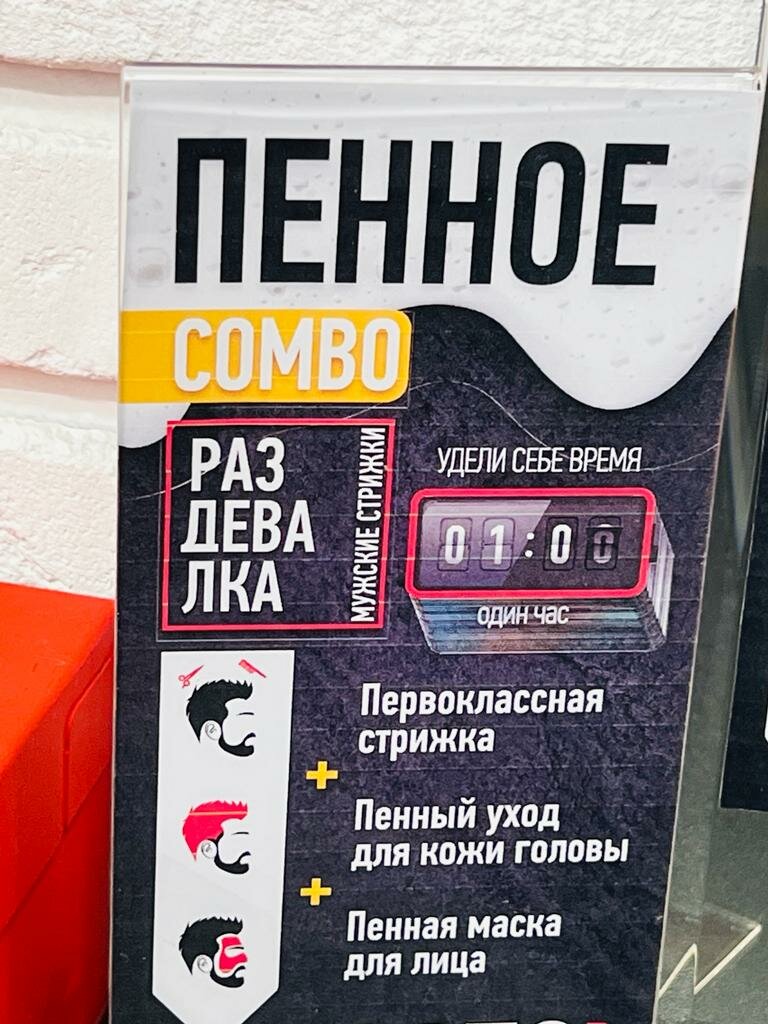 ПЕННОЕ
COMBO
РАЗ
ДЕВА
ЛКА
МУЖСКИЕ СТРИЖКИ
УДЕЛИ СЕБЕ ВРЕМЯ
01:00
один час
Первоклассная
стрижка
+
Пенный уход
для кожи головы
+
Пенная маска
для лица